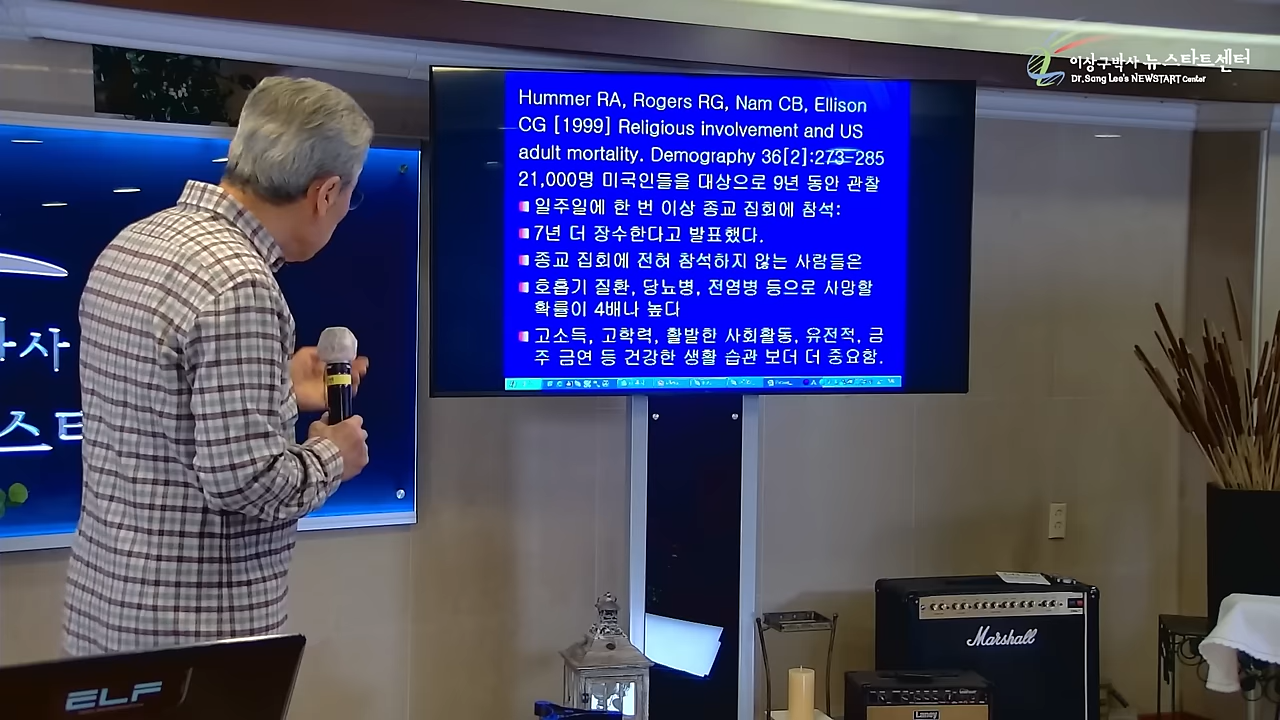 이상구박사 뉴스타트센터
Dr. Sang Lee's NEWSTART Center
Hummer RA, Rogers RG, Nam CB, Ellison
CG [1999] Religious involvement and US
adult mortality. Demography 36[2]:273-285
21,000명 미국인들을 대상으로 9년 동안 관찰
일주일에 한 번 이상 종교 집회에 참석:
7년 더 장수한다고 발표했다.
종교 집회에 전혀 참석하지 않는 사람들은
호흡기 질환, 당뇨병, 전염병 등으로 사망할
확률이 4배나 높다
고소득, 고학력, 활발한 사회활동, 유전적, 금
주 금연 등 건강한 생활 습관 보더 더 중요함.
사
스트
ELF
Marshall
Laney